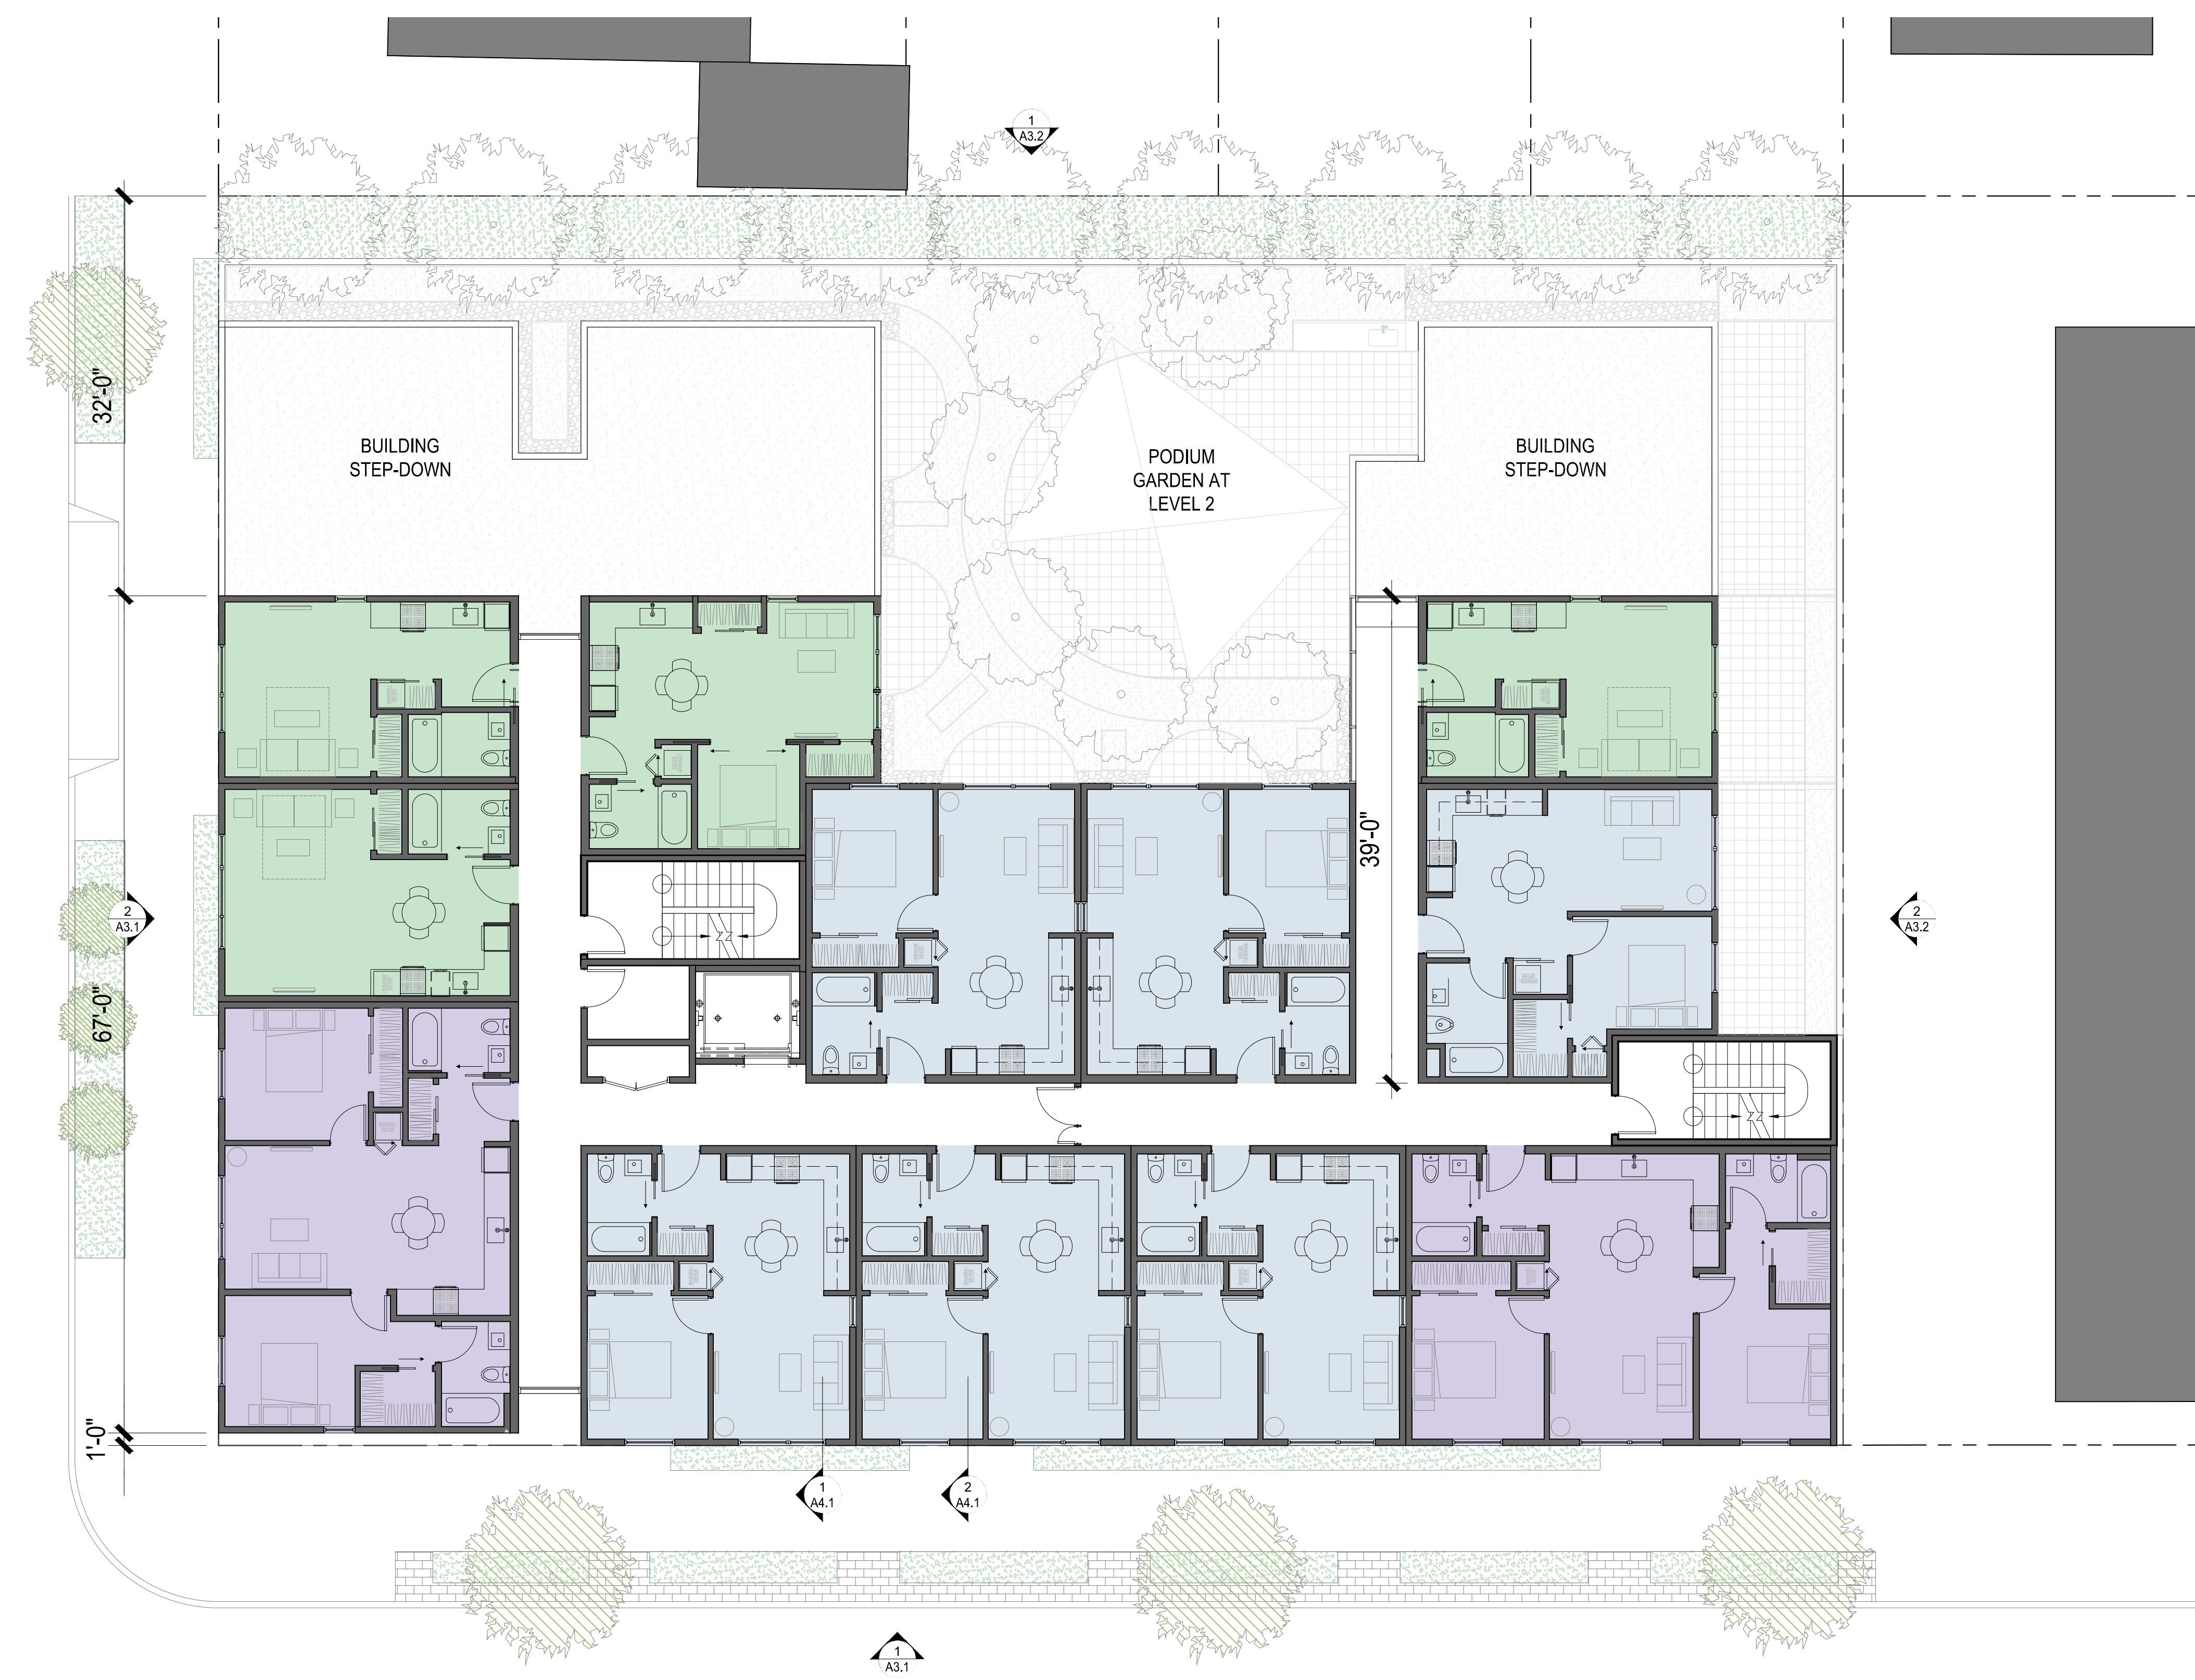 1
A3.2
32'-0"
BUILDING
STEP-DOWN
PODIUM
GARDEN AT
LEVEL 2
BUILDING
STEP-DOWN
39'-0"
2
A3.1
2
A3.2
67'-0"
1'-0"
1
A4.1
2
A4.1
1
A3.1